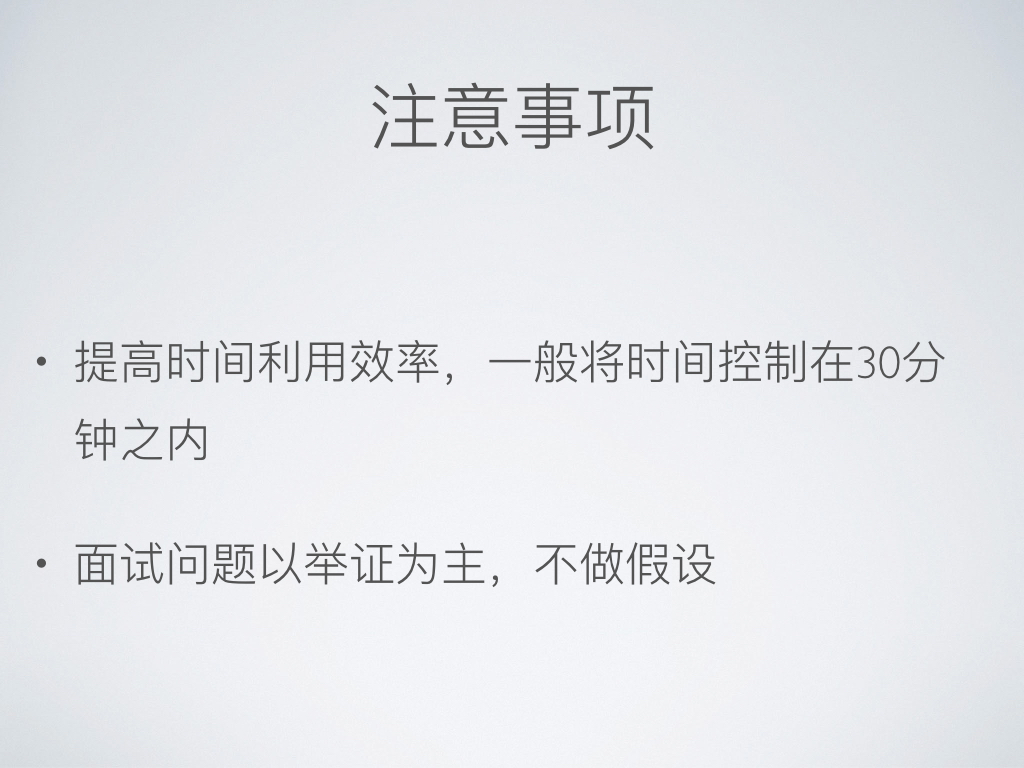 注意事项
• 提高时间利用效率，一般将时间控制在30分
钟之内
• 面试问题以举证为主，不做假设